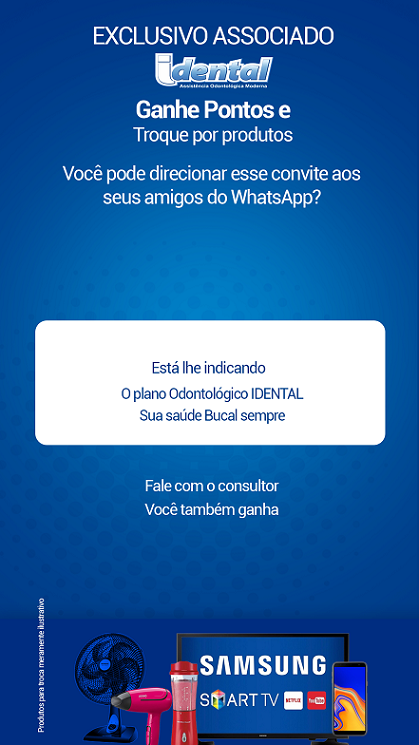 EXCLUSIVO ASSOCIADO
idental
Assistência Odontológica Moderna
Ganhe Pontos e
Troque por produtos
Você pode direcionar esse convite aos
seus amigos do WhatsApp?
Está lhe indicando
O plano Odontológico IDENTAL
Sua saúde Bucal sempre
Fale com o consultor
Você também ganha
Produtos para troca meramente ilustrativo
SAMSUNG
SMART TV
NETFLIX
YouTube